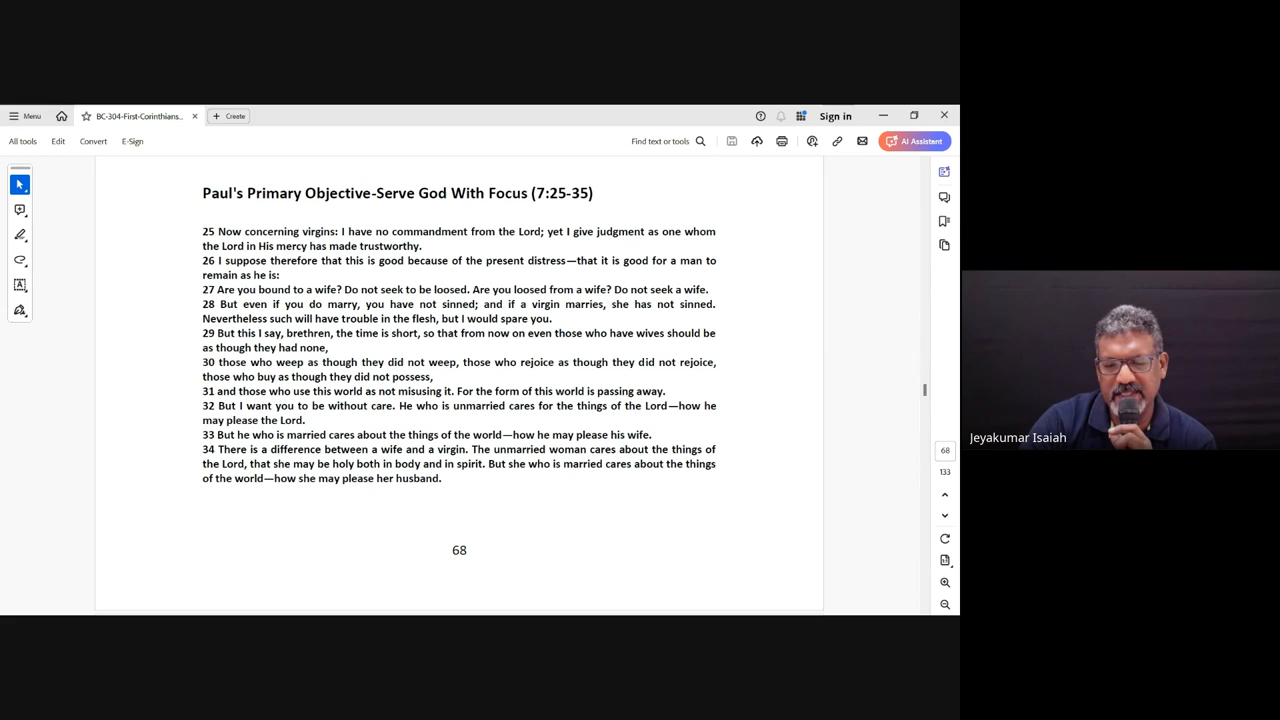 Menu
BC-304-First-Corinthians..
Create
Sign in
All tools
Edit
Convert
E-Sign
Find text or tools
AI Assistant
Paul's Primary Objective-Serve God With Focus (7:25-35)
25 Now concerning virgins: I have no commandment from the Lord; yet I give judgment as one whom
the Lord in His mercy has made trustworthy.
26 I suppose therefore that this is good because of the present distress—that it is good for a man to
remain as he is:
27 Are you bound to a wife? Do not seek to be loosed. Are you loosed from a wife? Do not seek a wife.
28 But even if you do marry, you have not sinned; and if a virgin marries, she has not sinned.
Nevertheless such will have trouble in the flesh, but I would spare you.
29 But this I say, brethren, the time is short, so that from now on even those who have wives should be
as though they had none,
30 those who weep as though they did not weep, those who rejoice as though they did not rejoice,
those who buy as though they did not possess,
31 and those who use this world as not misusing it. For the form of this world is passing away.
32 But I want you to be without care. He who is unmarried cares for the things of the Lord—how he
may please the Lord.
33 But he who is married cares about the things of the world—how he may please his wife.
34 There is a difference between a wife and a virgin. The unmarried woman cares about the things of
the Lord, that she may be holy both in body and in spirit. But she who is married cares about the things
of the world—how she may please her husband.
68
68
133
Jeyakumar Isaiah